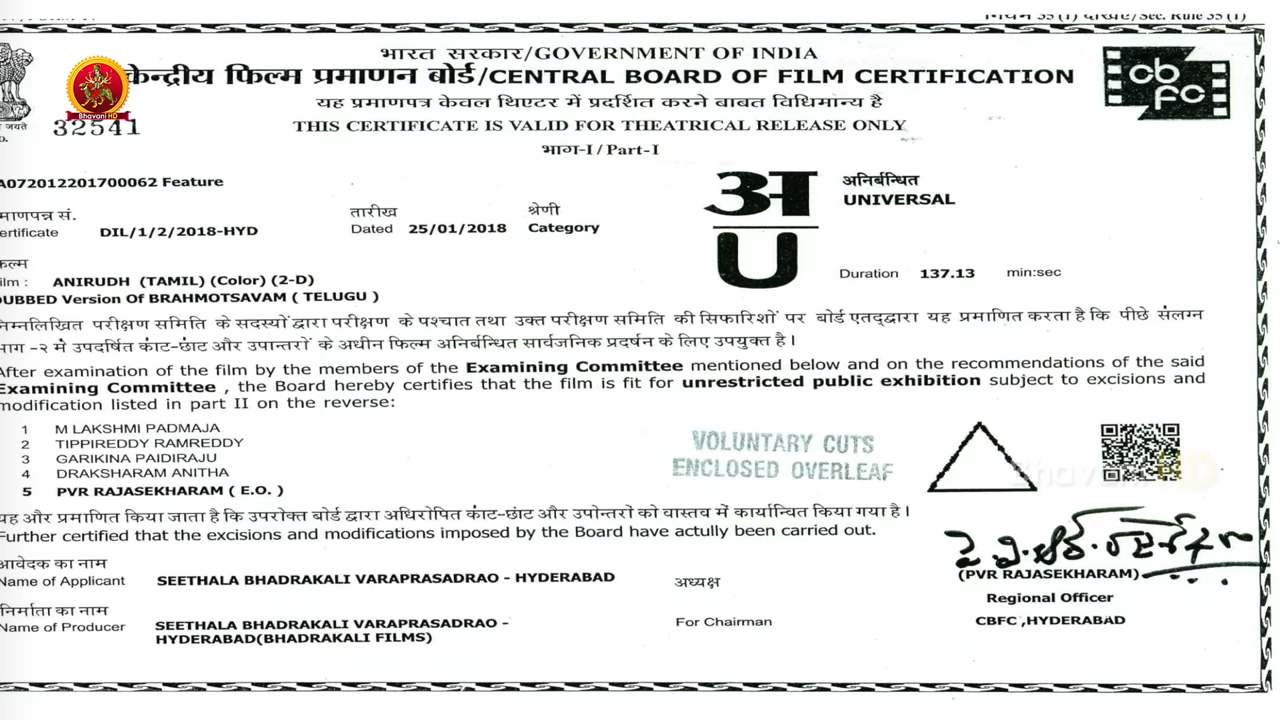 नियम 35 (1) देखिए/Sec. Rule 35 (1)
भारत सरकार/GOVERNMENT OF INDIA
केन्द्रीय फिल्म प्रमाणन बोर्ड/CENTRAL BOARD OF FILM CERTIFICATION
cb
fc
Bhavani HD
यह प्रमाणपत्र केवल थिएटर में प्रदर्शित करने बाबत विधिमान्य है
32541
THIS CERTIFICATE IS VALID FOR THEATRICAL RELEASE ONLY
भाग-I / Part-I
A072012201700062 Feature
अ
U
अनिर्बन्धित
UNIVERSAL
माणपत्र सं. तारीख श्रेणी
ertificate DIL/1/2/2018-HYD Dated 25/01/2018 Category
फिल्म
ilm : ANIRUDH (TAMIL) (Color) (2-D)
Duration 137.13 min:sec
DUBBED Version Of BRAHMOTSAVAM ( TELUGU )
निम्नलिखित परीक्षण समिति के सदस्यों द्वारा परीक्षण के पश्चात तथा उक्त परीक्षण समिति की सिफारिशों पर बोर्ड एतद्द्वारा यह प्रमाणित करता है कि पीछे संलग्न
भाग -२ में उपदर्षित कांट-छांट और उपान्तरों के अधीन फिल्म अनिर्बन्धित सार्वजनिक प्रदर्षन के लिए उपयुक्त है।
After examination of the film by the members of the Examining Committee mentioned below and on the recommendations of the said
Examining Committee , the Board hereby certifies that the film is fit for unrestricted public exhibition subject to excisions and
modification listed in part II on the reverse:
1 M LAKSHMI PADMAJA
2 TIPPIREDDY RAMREDDY
3 GARIKINA PAIDIRAJU
4 DRAKSHARAM ANITHA
5 PVR RAJASEKHARAM ( E.O. )
VOLUNTARY CUTS
ENCLOSED OVERLEAF
Bhavani HD
यह और प्रमाणित किया जाता है कि उपरोक्त बोर्ड द्वारा अधिरोपित कांट-छांट और उपोन्तरों को वास्तव में कार्यान्वित किया गया है।
Further certified that the excisions and modifications imposed by the Board have actully been carried out.
आवेदक का नाम
Name of Applicant SEETHALA BHADRAKALI VARAPRASADRAO - HYDERABAD
अध्यक्ष
(PVR RAJASEKHARAM)
Regional Officer
निर्माता का नाम
Name of Producer SEETHALA BHADRAKALI VARAPRASADRAO -
HYDERABAD(BHADRAKALI FILMS)
For Chairman
CBFC ,HYDERABAD